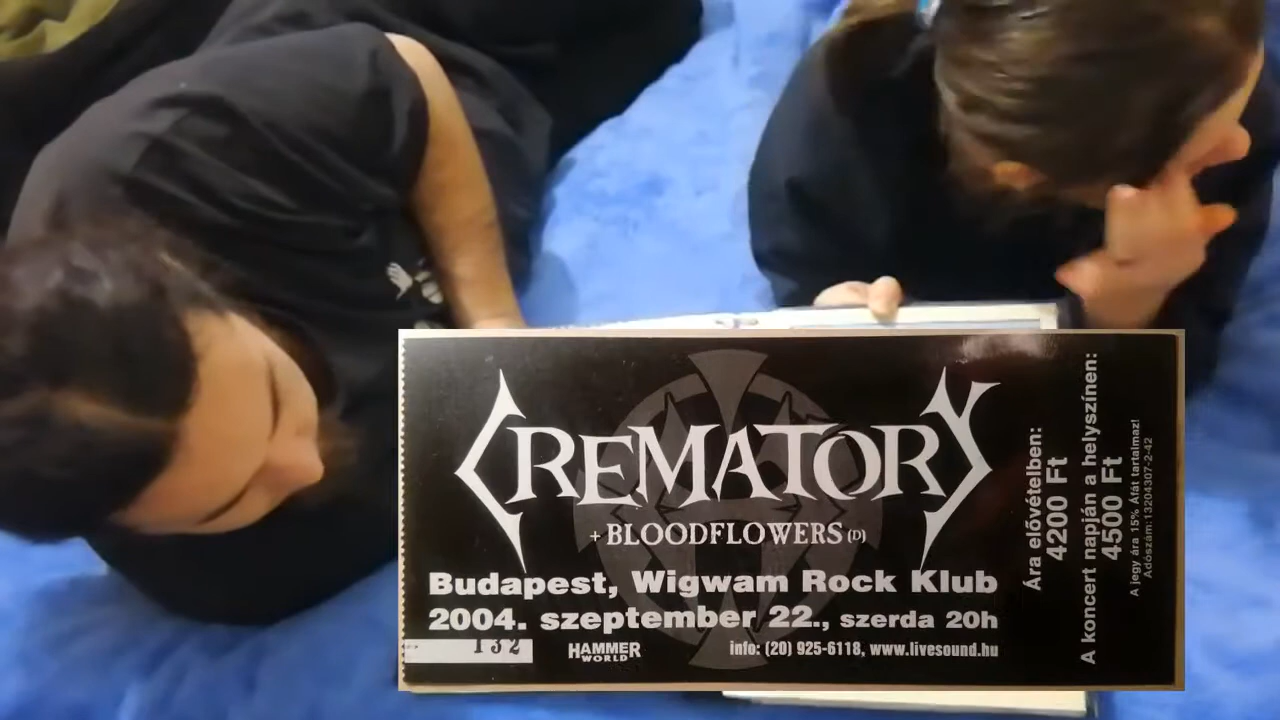 CREMATORY
+ BLOODFLOWERS (D)
Budapest, Wigwam Rock Klub
2004. szeptember 22., szerda 20h
132
HAMMER
WORLD
info: (20) 925-6118, www.livesound.hu
Ára elővételben:
4200 Ft
A koncert napján a helyszínen:
4500 Ft
A jegy ára 15% Áfát tartalmaz!
Adószám:13204307-2-42